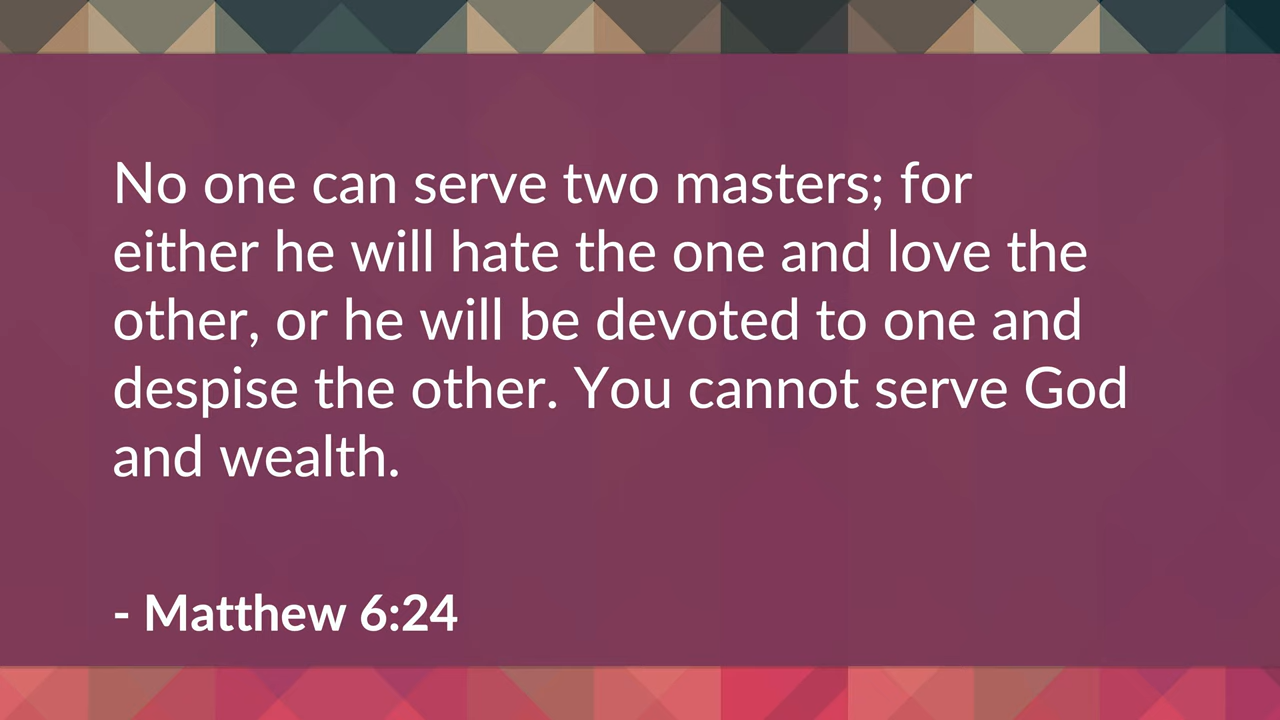 No one can serve two masters; for
either he will hate the one and love the
other, or he will be devoted to one and
despise the other. You cannot serve God
and wealth.
- Matthew 6:24